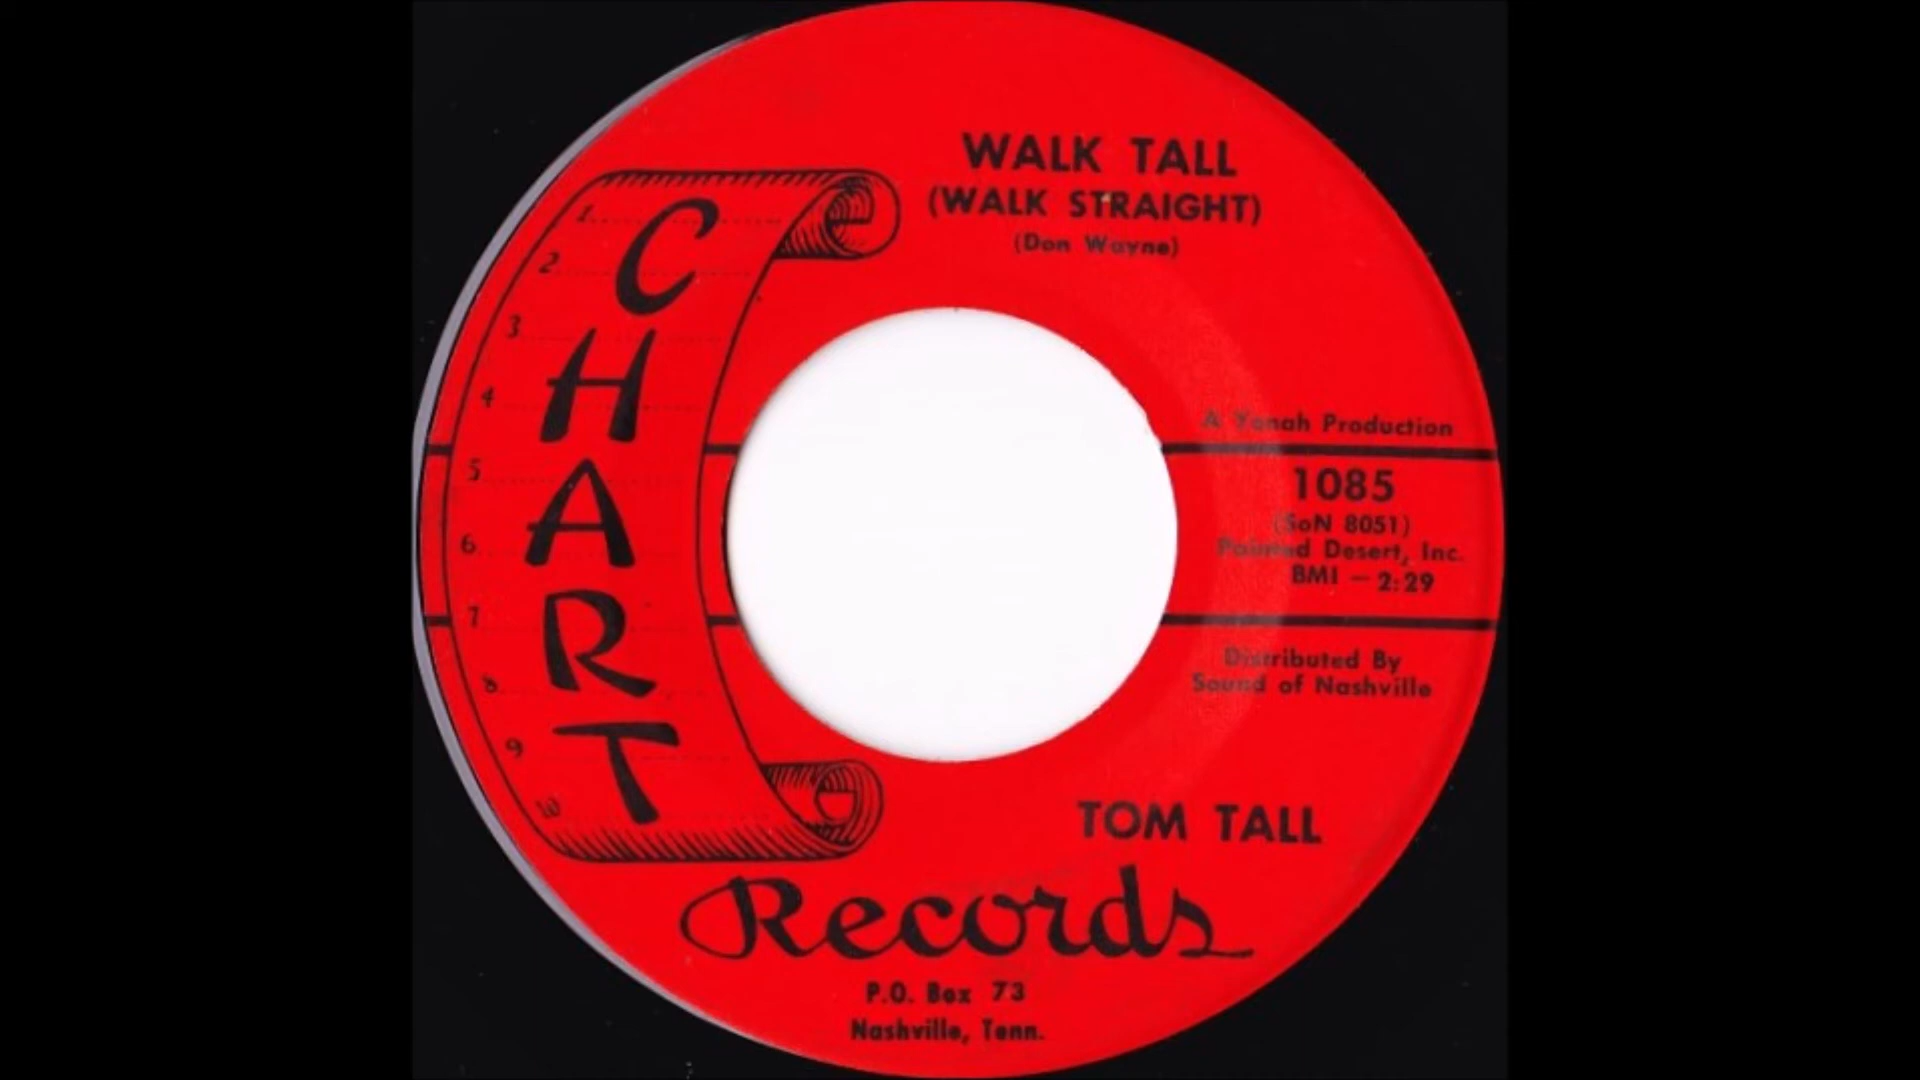 WALK TALL
(WALK STRAIGHT)
(Don Wayne)
1
2
3
4
5
6
7
8
9
10
CHART
A Yonah Production
1085
(SoN 8051)
Painted Desert, Inc.
BMI — 2:29
Distributed By
Sound of Nashville
TOM TALL
Records
P.O. Box 73
Nashville, Tenn.